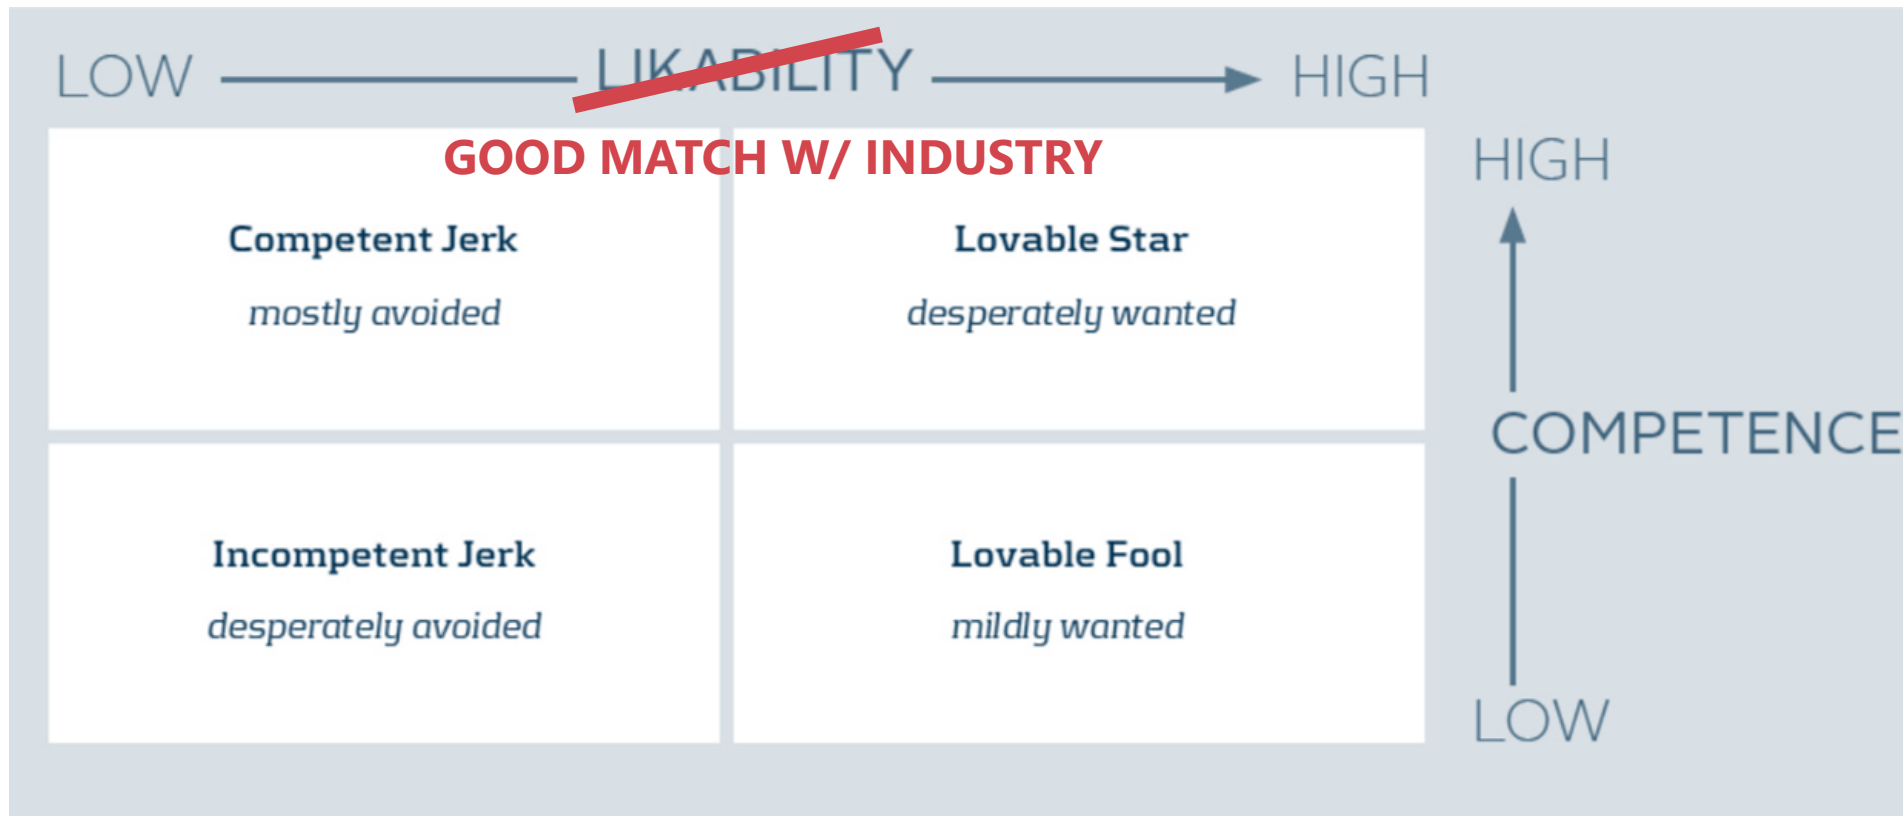 LOW LIKABILITY HIGH
GOOD MATCH W/ INDUSTRY
HIGH
Competent Jerk
mostly avoided
Lovable Star
desperately wanted
COMPETENCE
Incompetent Jerk
desperately avoided
Lovable Fool
mildly wanted
LOW